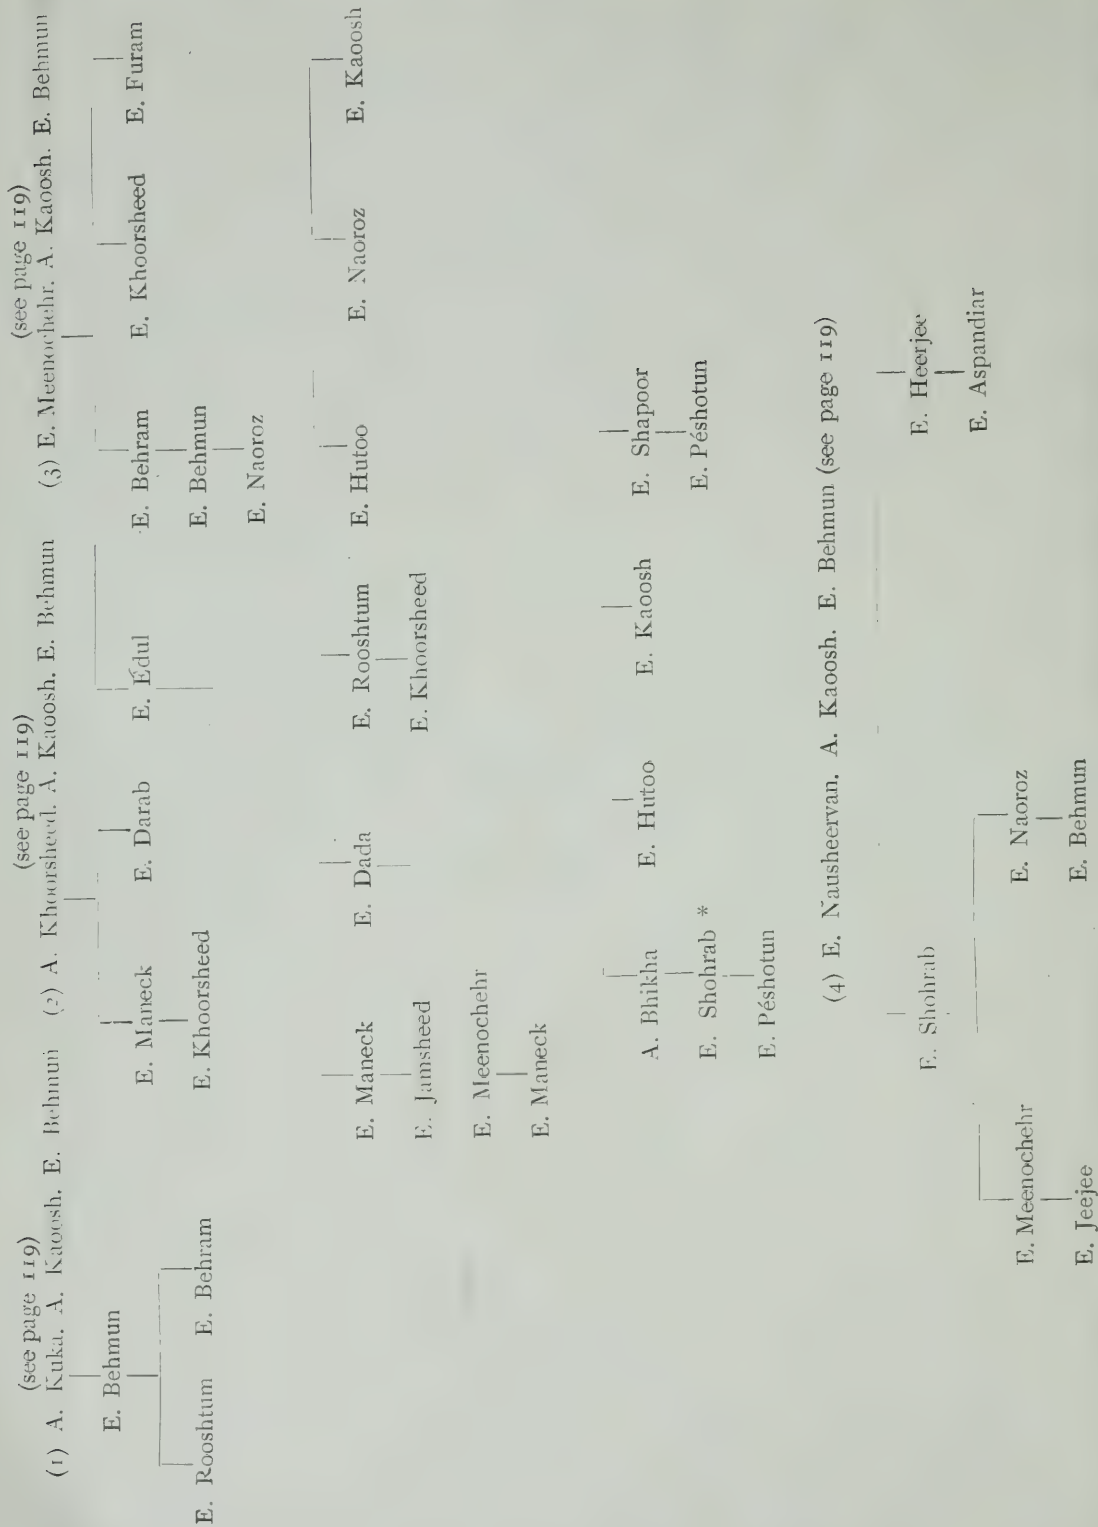 (see page 119)
(1) A. Kuka. A. Kaoosh. E. Behmun
E. Behmun
E. Rooshtum E. Behram
(see page 119)
(2) A. Khoorsheed. A. Kaoosh. E. Behmun
E. Maneck E. Darab E. Édul
E. Khoorsheed
(see page 119)
(3) E. Meenochehr. A. Kaoosh. E. Behmun
E. Behram E. Khoorsheed E. Furam
E. Behmun
E. Naoroz
E. Maneck E. Dada E. Rooshtum E. Hutoo E. Naoroz E. Kaoosh
E. Jamsheed E. Khoorsheed
E. Meenochehr
E. Maneck
A. Bhikha E. Hutoo E. Kaoosh E. Shapoor
E. Shohrab * E. Péshotun
E. Péshotun
(4) E. Nausheervan. A. Kaoosh. E. Behmun (see page 119)
E. Shohrab E. Heerjee
E. Aspandiar
E. Meenochehr E. Naoroz
E. Jeejee E. Behmun